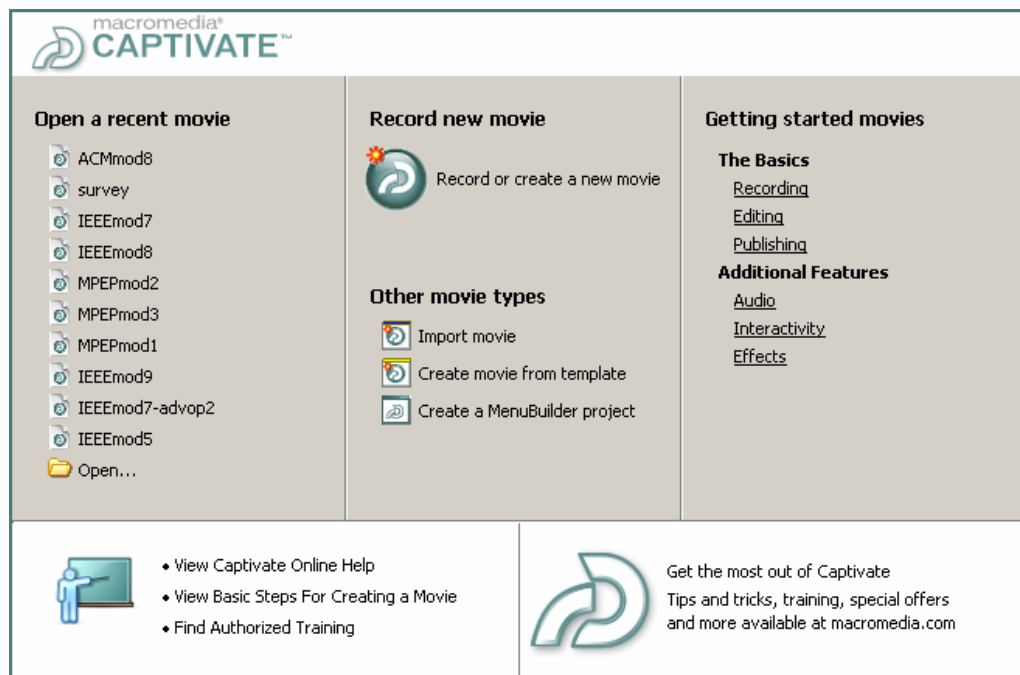 macromedia®
CAPTIVATE™
Open a recent movie
ACMmod8
survey
IEEEmod7
IEEEmod8
MPEPmod2
MPEPmod3
MPEPmod1
IEEEmod9
IEEEmod7-advop2
IEEEmod5
Open...
Record new movie
Record or create a new movie
Other movie types
Import movie
Create movie from template
Create a MenuBuilder project
Getting started movies
The Basics
Recording
Editing
Publishing
Additional Features
Audio
Interactivity
Effects
• View Captivate Online Help
• View Basic Steps For Creating a Movie
• Find Authorized Training
Get the most out of Captivate
Tips and tricks, training, special offers
and more available at macromedia.com